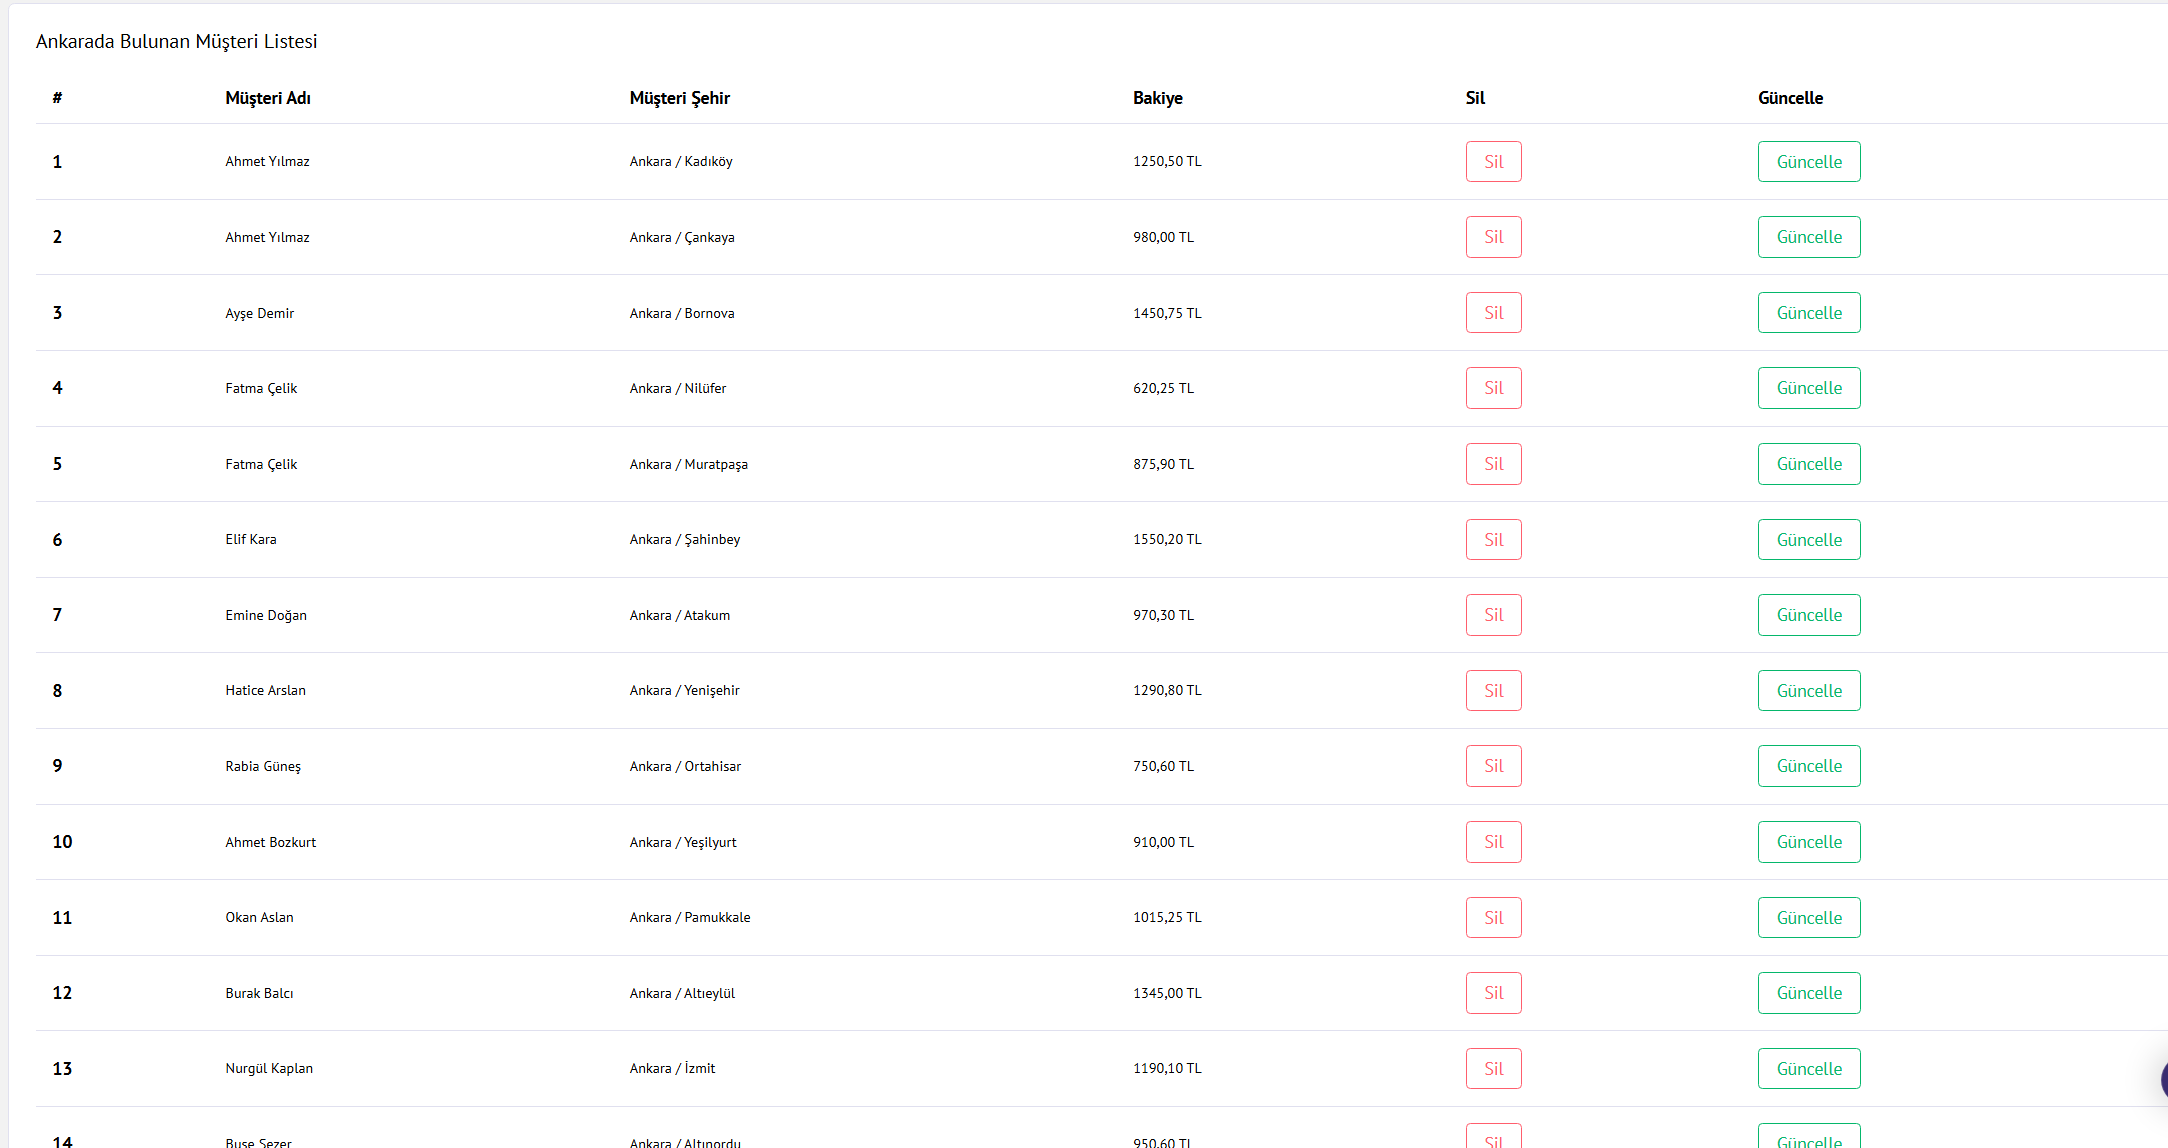 Ankarada Bulunan Müşteri Listesi
# Müşteri Adı Müşteri Şehir Bakiye Sil Güncelle
1 Ahmet Yılmaz Ankara / Kadıköy 1250,50 TL Sil Güncelle
2 Ahmet Yılmaz Ankara / Çankaya 980,00 TL Sil Güncelle
3 Ayşe Demir Ankara / Bornova 1450,75 TL Sil Güncelle
4 Fatma Çelik Ankara / Nilüfer 620,25 TL Sil Güncelle
5 Fatma Çelik Ankara / Muratpaşa 875,90 TL Sil Güncelle
6 Elif Kara Ankara / Şahinbey 1550,20 TL Sil Güncelle
7 Emine Doğan Ankara / Atakum 970,30 TL Sil Güncelle
8 Hatice Arslan Ankara / Yenişehir 1290,80 TL Sil Güncelle
9 Rabia Güneş Ankara / Ortahisar 750,60 TL Sil Güncelle
10 Ahmet Bozkurt Ankara / Yeşilyurt 910,00 TL Sil Güncelle
11 Okan Aslan Ankara / Pamukkale 1015,25 TL Sil Güncelle
12 Burak Balcı Ankara / Altıeylül 1345,00 TL Sil Güncelle
13 Nurgül Kaplan Ankara / İzmit 1190,10 TL Sil Güncelle
14 Buse Sezer Ankara / Altınordu 950,60 TL Sil Güncelle